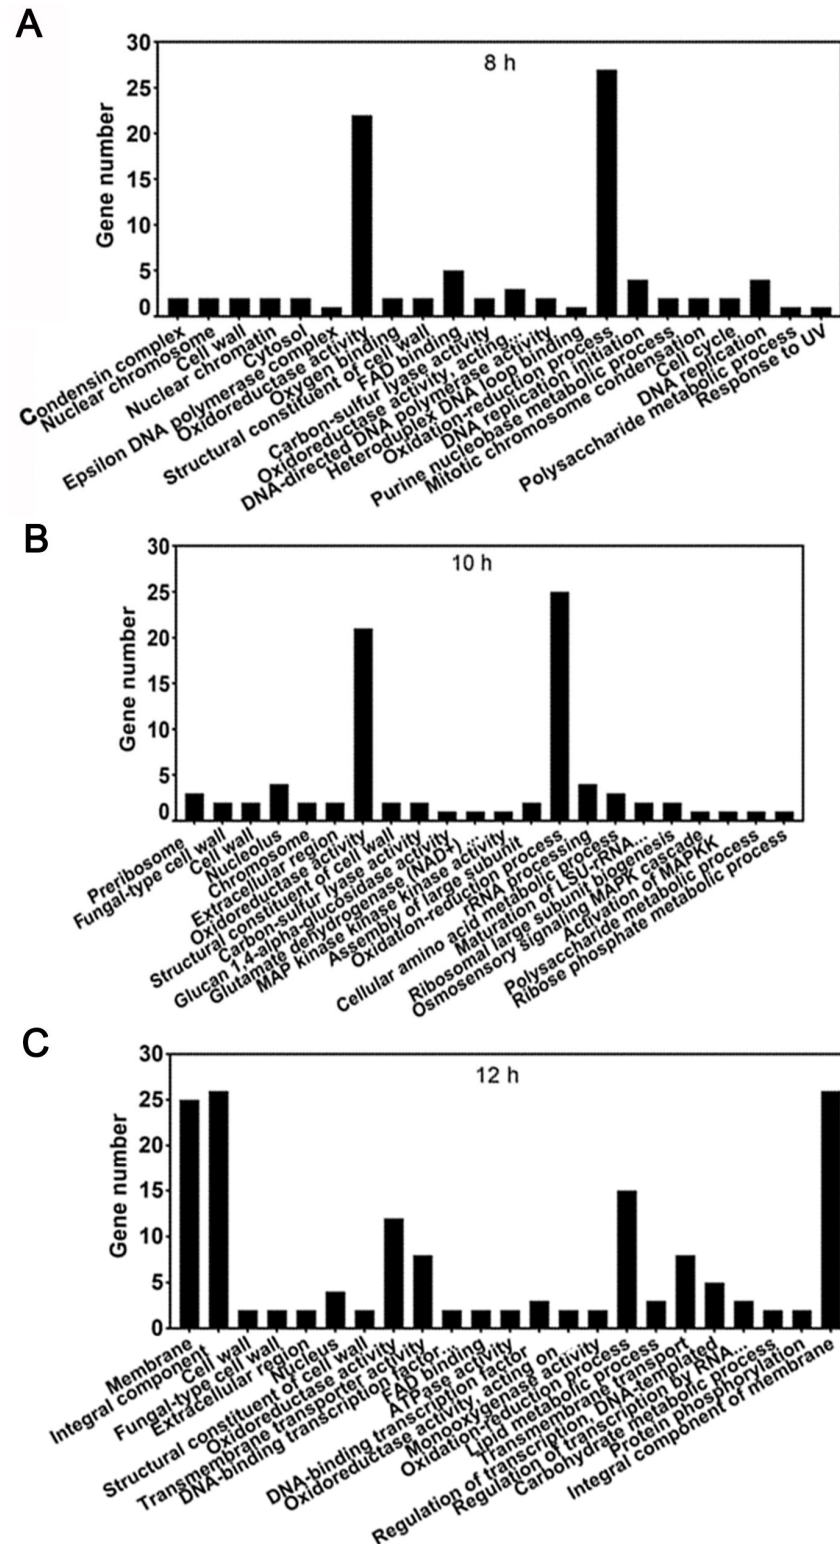 A
30
8 h
25
20
15
10
5
0
Gene number
Condensin complex
Nuclear chromosome
Cell wall
Nuclear chromatin
Cytosol
Epsilon DNA polymerase complex
Oxidoreductase activity
Oxygen binding
Structural constituent of cell wall
FAD binding
Carbon-sulfur lyase activity
Oxidoreductase activity, acting...
DNA-directed DNA polymerase activity
Heteroduplex DNA loop binding
Oxidation-reduction process
DNA replication initiation
Purine nucleobase metabolic process
Mitotic chromosome condensation
Cell cycle
DNA replication
Polysaccharide metabolic process
Response to UV
B
30
10 h
25
20
15
10
5
0
Gene number
Preribosome
Fungal-type cell wall
Cell wall
Nucleolus
Chromosome
Extracellular region
Oxidoreductase activity
Structural constituent of cell wall
Carbon-sulfur lyase activity
Glucan 1,4-alpha-glucosidase activity
Glutamate dehydrogenase (NAD+) ...
MAP kinase kinase kinase activity
Assembly of large subunit
Oxidation-reduction process
rRNA processing
Cellular amino acid metabolic process
Maturation of LSU-rRNA...
Ribosomal large subunit biogenesis
Osmosensory signaling MAPK cascade
Activation of MAPKK
Polysaccharide metabolic process
Ribose phosphate metabolic process
C
30
12 h
25
20
15
10
5
0
Gene number
Membrane
Integral component
Cell wall
Fungal-type cell wall
Extracellular region
Nucleus
Structural constituent of cell wall
Oxidoreductase activity
Transmembrane transporter activity
DNA-binding transcription factor...
FAD binding
ATPase activity
DNA-binding transcription factor
Oxidoreductase activity, acting on
Monooxygenase activity
Oxidation-reduction process
Lipid metabolic process
Transmembrane transport
Regulation of transcription, DNA-templated
Regulation of transcription by RNA...
Carbohydrate metabolic process
Protein phosphorylation
Integral component of membrane